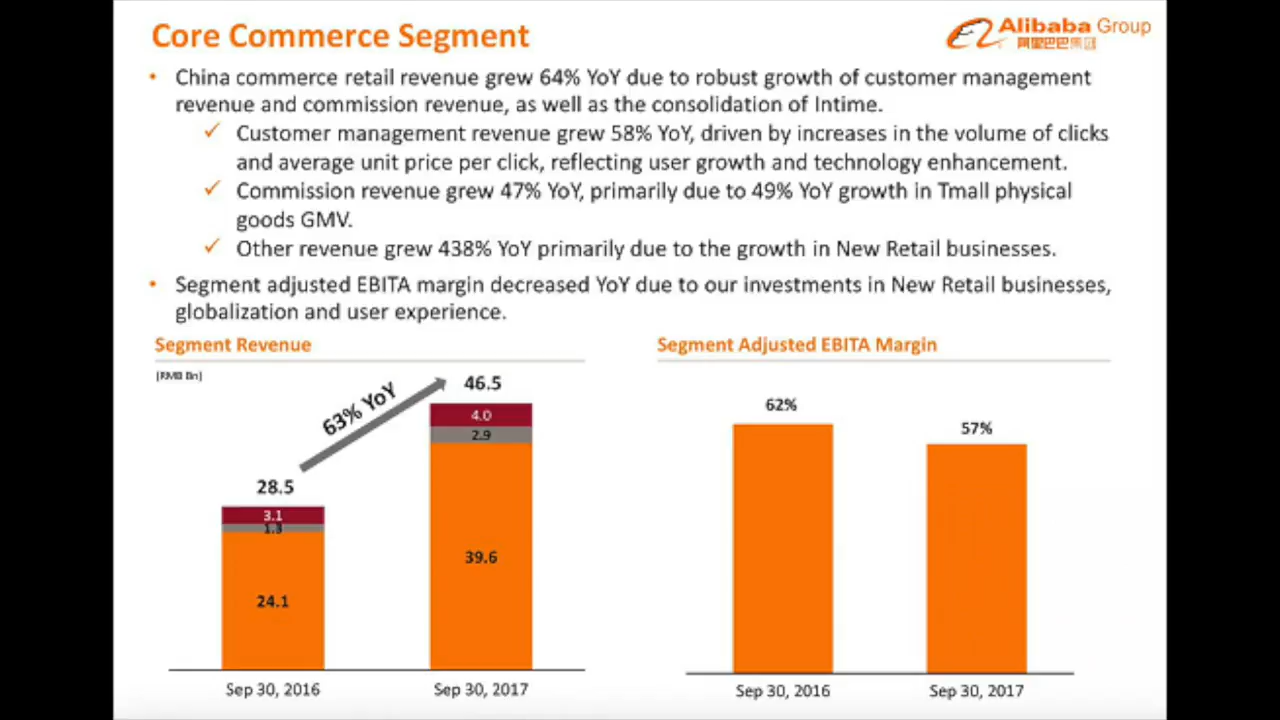 Core Commerce Segment
Alibaba Group
阿里巴巴集团
• China commerce retail revenue grew 64% YoY due to robust growth of customer management
revenue and commission revenue, as well as the consolidation of Intime.
✓ Customer management revenue grew 58% YoY, driven by increases in the volume of clicks
and average unit price per click, reflecting user growth and technology enhancement.
✓ Commission revenue grew 47% YoY, primarily due to 49% YoY growth in Tmall physical
goods GMV.
✓ Other revenue grew 438% YoY primarily due to the growth in New Retail businesses.
• Segment adjusted EBITA margin decreased YoY due to our investments in New Retail businesses,
globalization and user experience.
Segment Revenue
(RMB Bn)
63% YoY
28.5
3.1
1.3
24.1
46.5
4.0
2.9
39.6
Sep 30, 2016
Sep 30, 2017
Segment Adjusted EBITA Margin
62%
57%
Sep 30, 2016
Sep 30, 2017